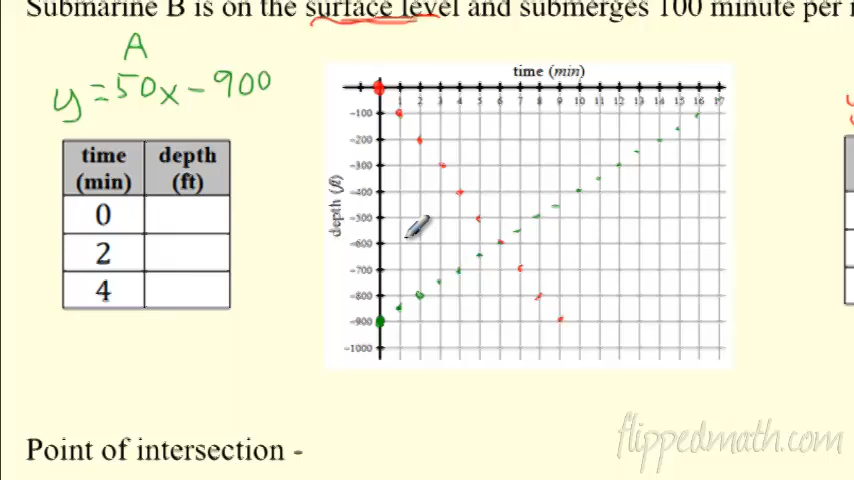 Submarine B is on the surface level and submerges 100 minute per
A
y = 50x - 900
time (min)
1 2 3 4 5 6 7 8 9 10 11 12 13 14 15 16 17
depth (ft)
-100
-200
-300
-400
-500
-600
-700
-800
-900
-1000
time (min) depth (ft)
0
2
4
Point of intersection -
flippedmath.com